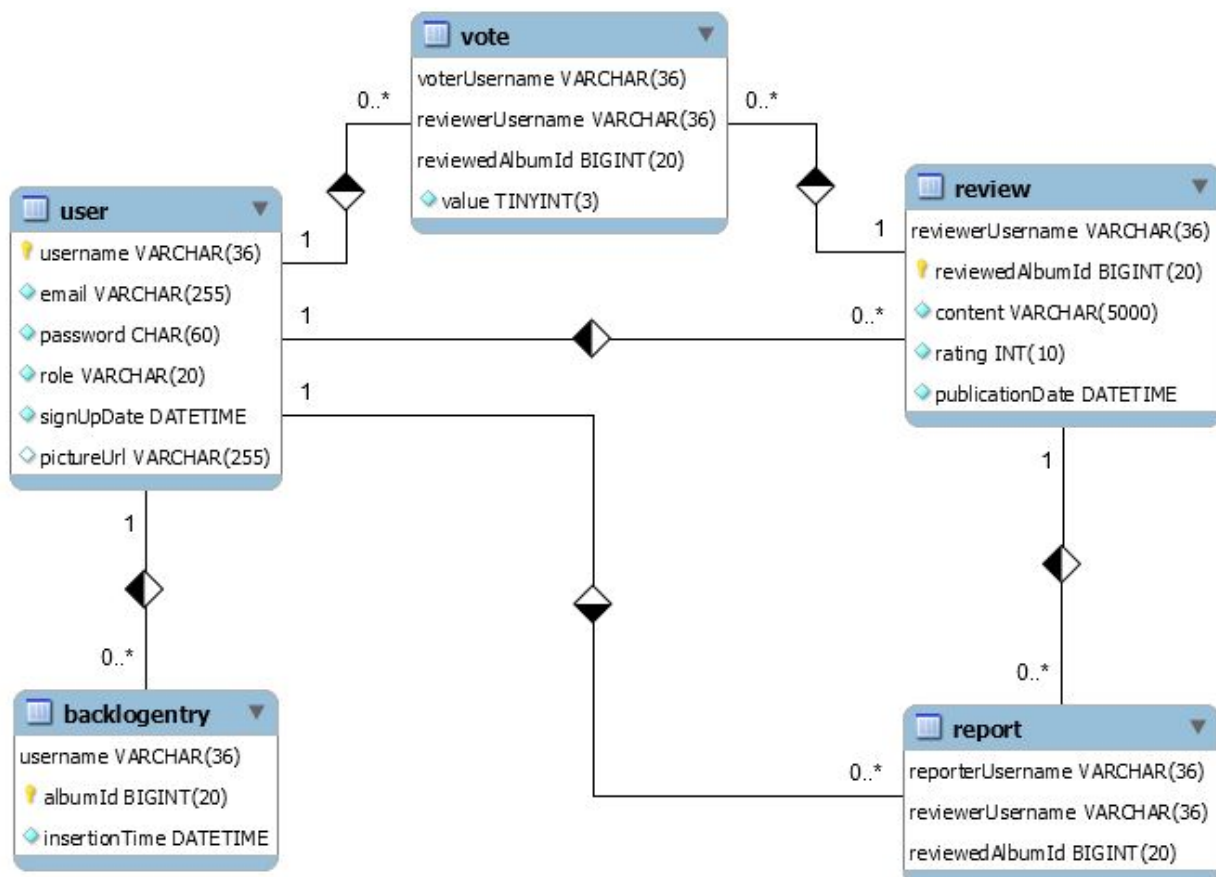 vote
voterUsername VARCHAR(36)
reviewerUsername VARCHAR(36)
reviewedAlbumId BIGINT(20)
value TINYINT(3)
0..*
0..*
user
username VARCHAR(36)
email VARCHAR(255)
password CHAR(60)
role VARCHAR(20)
signUpDate DATETIME
pictureUrl VARCHAR(255)
1
1
1
1
review
reviewerUsername VARCHAR(36)
reviewedAlbumId BIGINT(20)
content VARCHAR(5000)
rating INT(10)
publicationDate DATETIME
1
0..*
1
0..*
backlogentry
username VARCHAR(36)
albumId BIGINT(20)
insertionTime DATETIME
0..*
0..*
report
reporterUsername VARCHAR(36)
reviewerUsername VARCHAR(36)
reviewedAlbumId BIGINT(20)